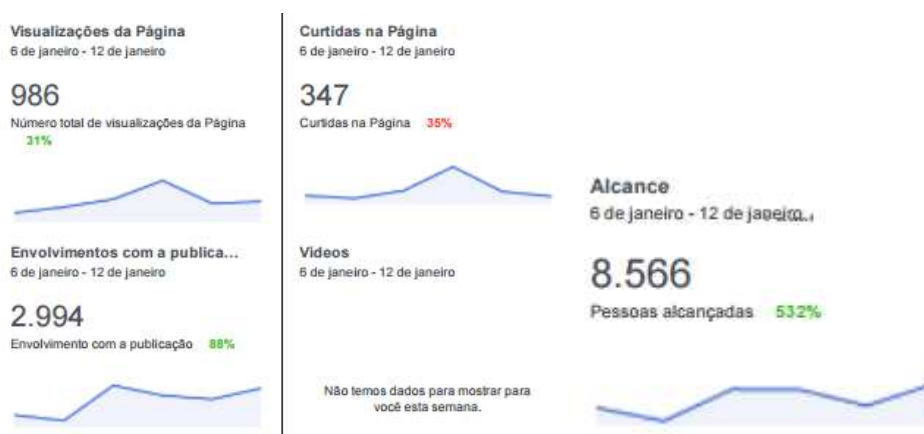 Visualizações da Página
6 de janeiro - 12 de janeiro
986
Número total de visualizações da Página
31%
Envolvimentos com a publica...
6 de janeiro - 12 de janeiro
2.994
Envolvimento com a publicação 88%
Curtidas na Página
6 de janeiro - 12 de janeiro
347
Curtidas na Página 35%
Videos
6 de janeiro - 12 de janeiro
Não temos dados para mostrar para
você esta semana.
Alcance
6 de janeiro - 12 de janeiro
8.566
Pessoas alcançadas 532%